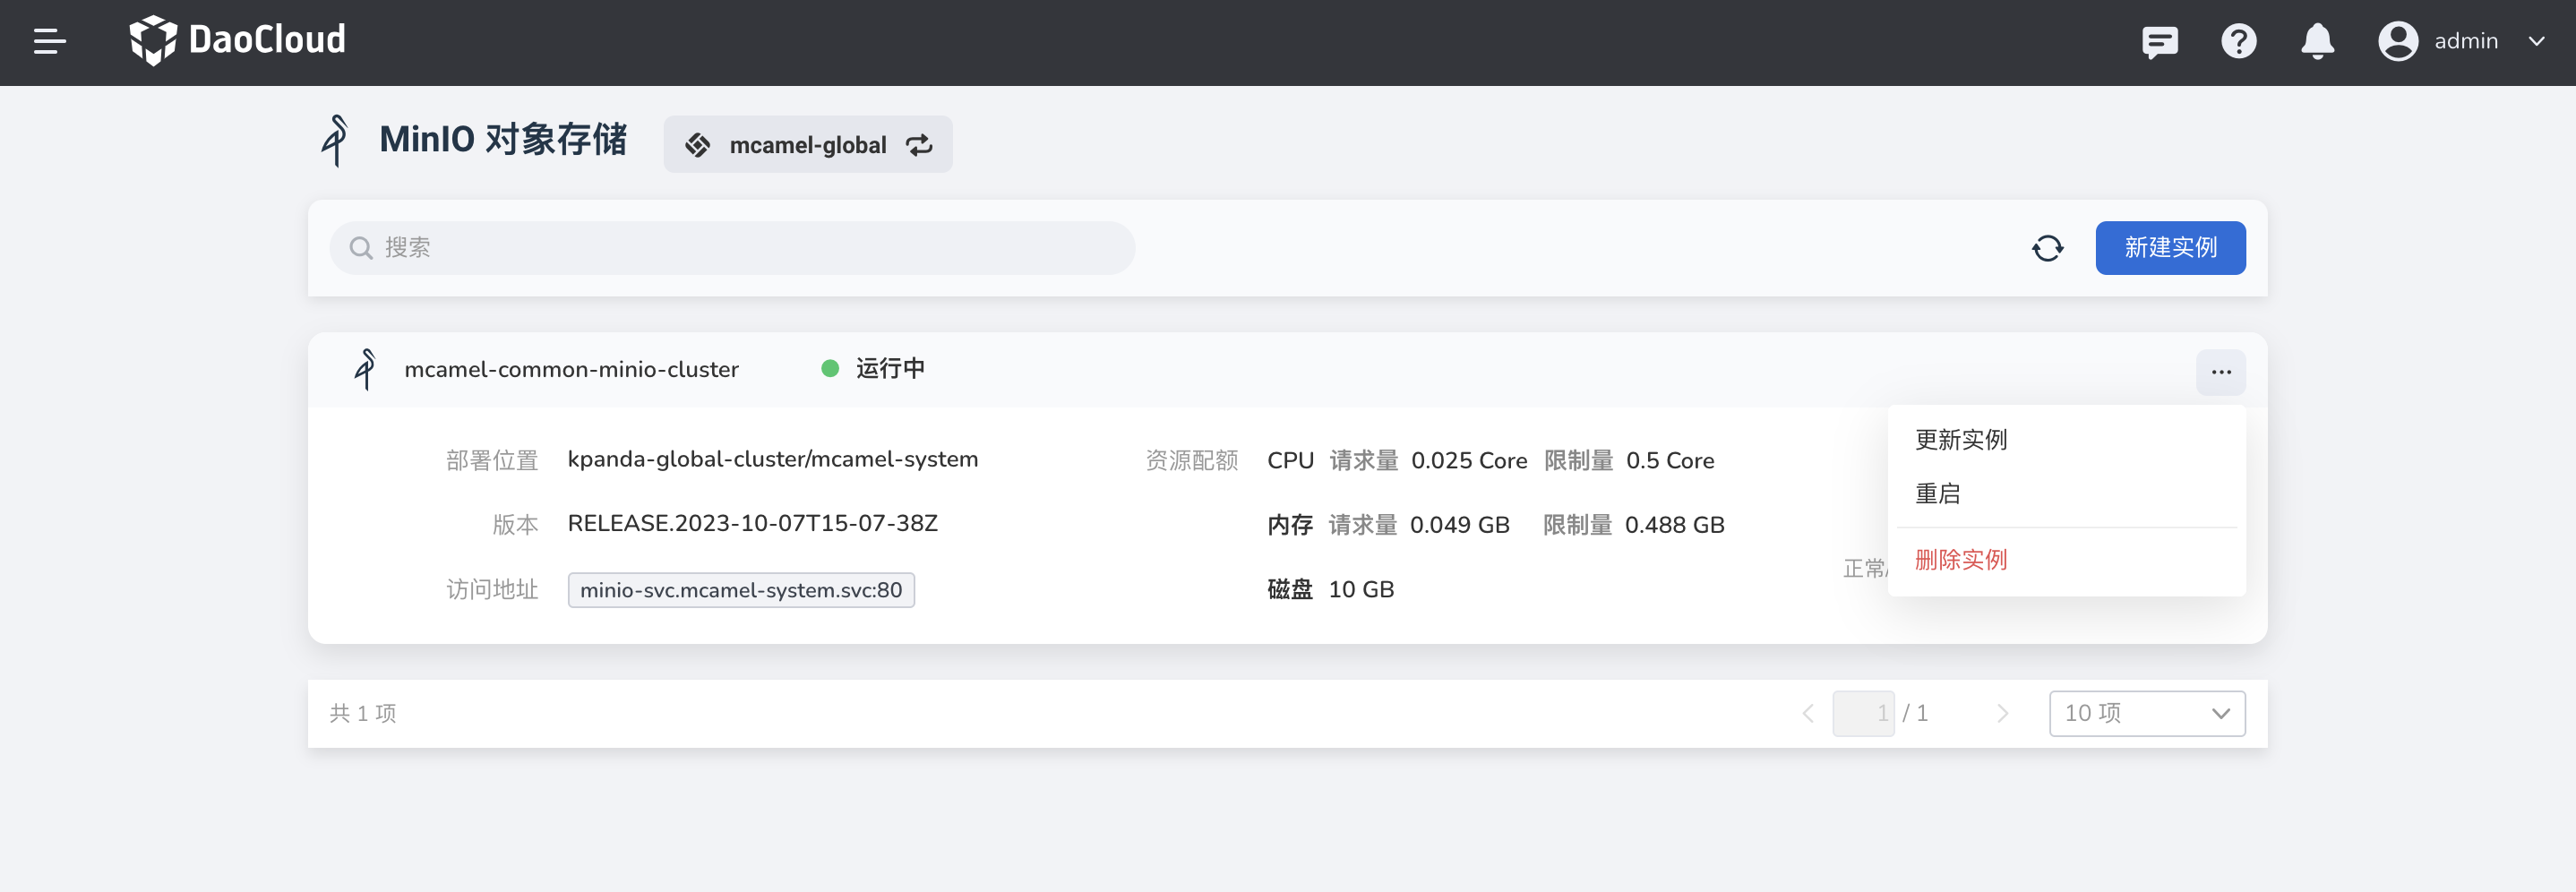 DaoCloud
admin
MinIO 对象存储
mcamel-global
搜索
新建实例
mcamel-common-minio-cluster
运行中
部署位置 kpanda-global-cluster/mcamel-system
资源配额 CPU 请求量 0.025 Core 限制量 0.5 Core
更新实例
重启
版本 RELEASE.2023-10-07T15-07-38Z
内存 请求量 0.049 GB 限制量 0.488 GB
正常
删除实例
访问地址 minio-svc.mcamel-system.svc:80
磁盘 10 GB
共 1 项
1 / 1
10 项